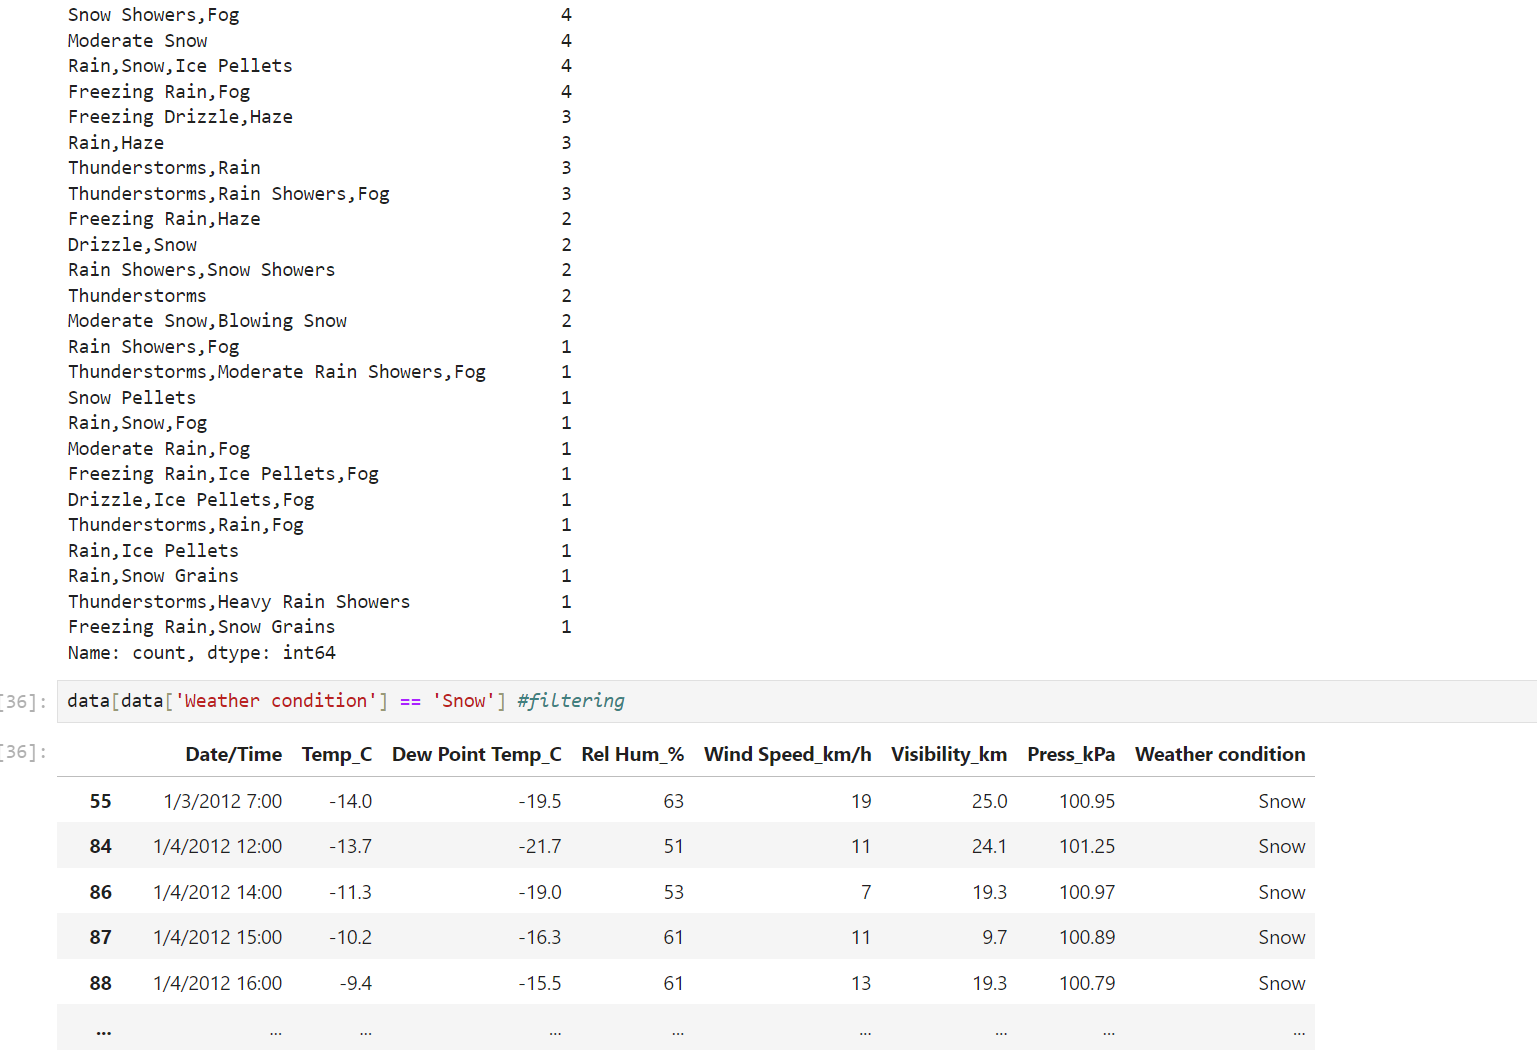 Snow Showers,Fog 4
Moderate Snow 4
Rain,Snow,Ice Pellets 4
Freezing Rain,Fog 4
Freezing Drizzle,Haze 3
Rain,Haze 3
Thunderstorms,Rain 3
Thunderstorms,Rain Showers,Fog 3
Freezing Rain,Haze 2
Drizzle,Snow 2
Rain Showers,Snow Showers 2
Thunderstorms 2
Moderate Snow,Blowing Snow 2
Rain Showers,Fog 1
Thunderstorms,Moderate Rain Showers,Fog 1
Snow Pellets 1
Rain,Snow,Fog 1
Moderate Rain,Fog 1
Freezing Rain,Ice Pellets,Fog 1
Drizzle,Ice Pellets,Fog 1
Thunderstorms,Rain,Fog 1
Rain,Ice Pellets 1
Rain,Snow Grains 1
Thunderstorms,Heavy Rain Showers 1
Freezing Rain,Snow Grains 1
Name: count, dtype: int64
[36]: data[data['Weather condition'] == 'Snow'] #filtering
[36]: Date/Time Temp_C Dew Point Temp_C Rel Hum_% Wind Speed_km/h Visibility_km Press_kPa Weather condition
55 1/3/2012 7:00 -14.0 -19.5 63 19 25.0 100.95 Snow
84 1/4/2012 12:00 -13.7 -21.7 51 11 24.1 101.25 Snow
86 1/4/2012 14:00 -11.3 -19.0 53 7 19.3 100.97 Snow
87 1/4/2012 15:00 -10.2 -16.3 61 11 9.7 100.89 Snow
88 1/4/2012 16:00 -9.4 -15.5 61 13 19.3 100.79 Snow
... ... ... ... ... ... ... ... ...